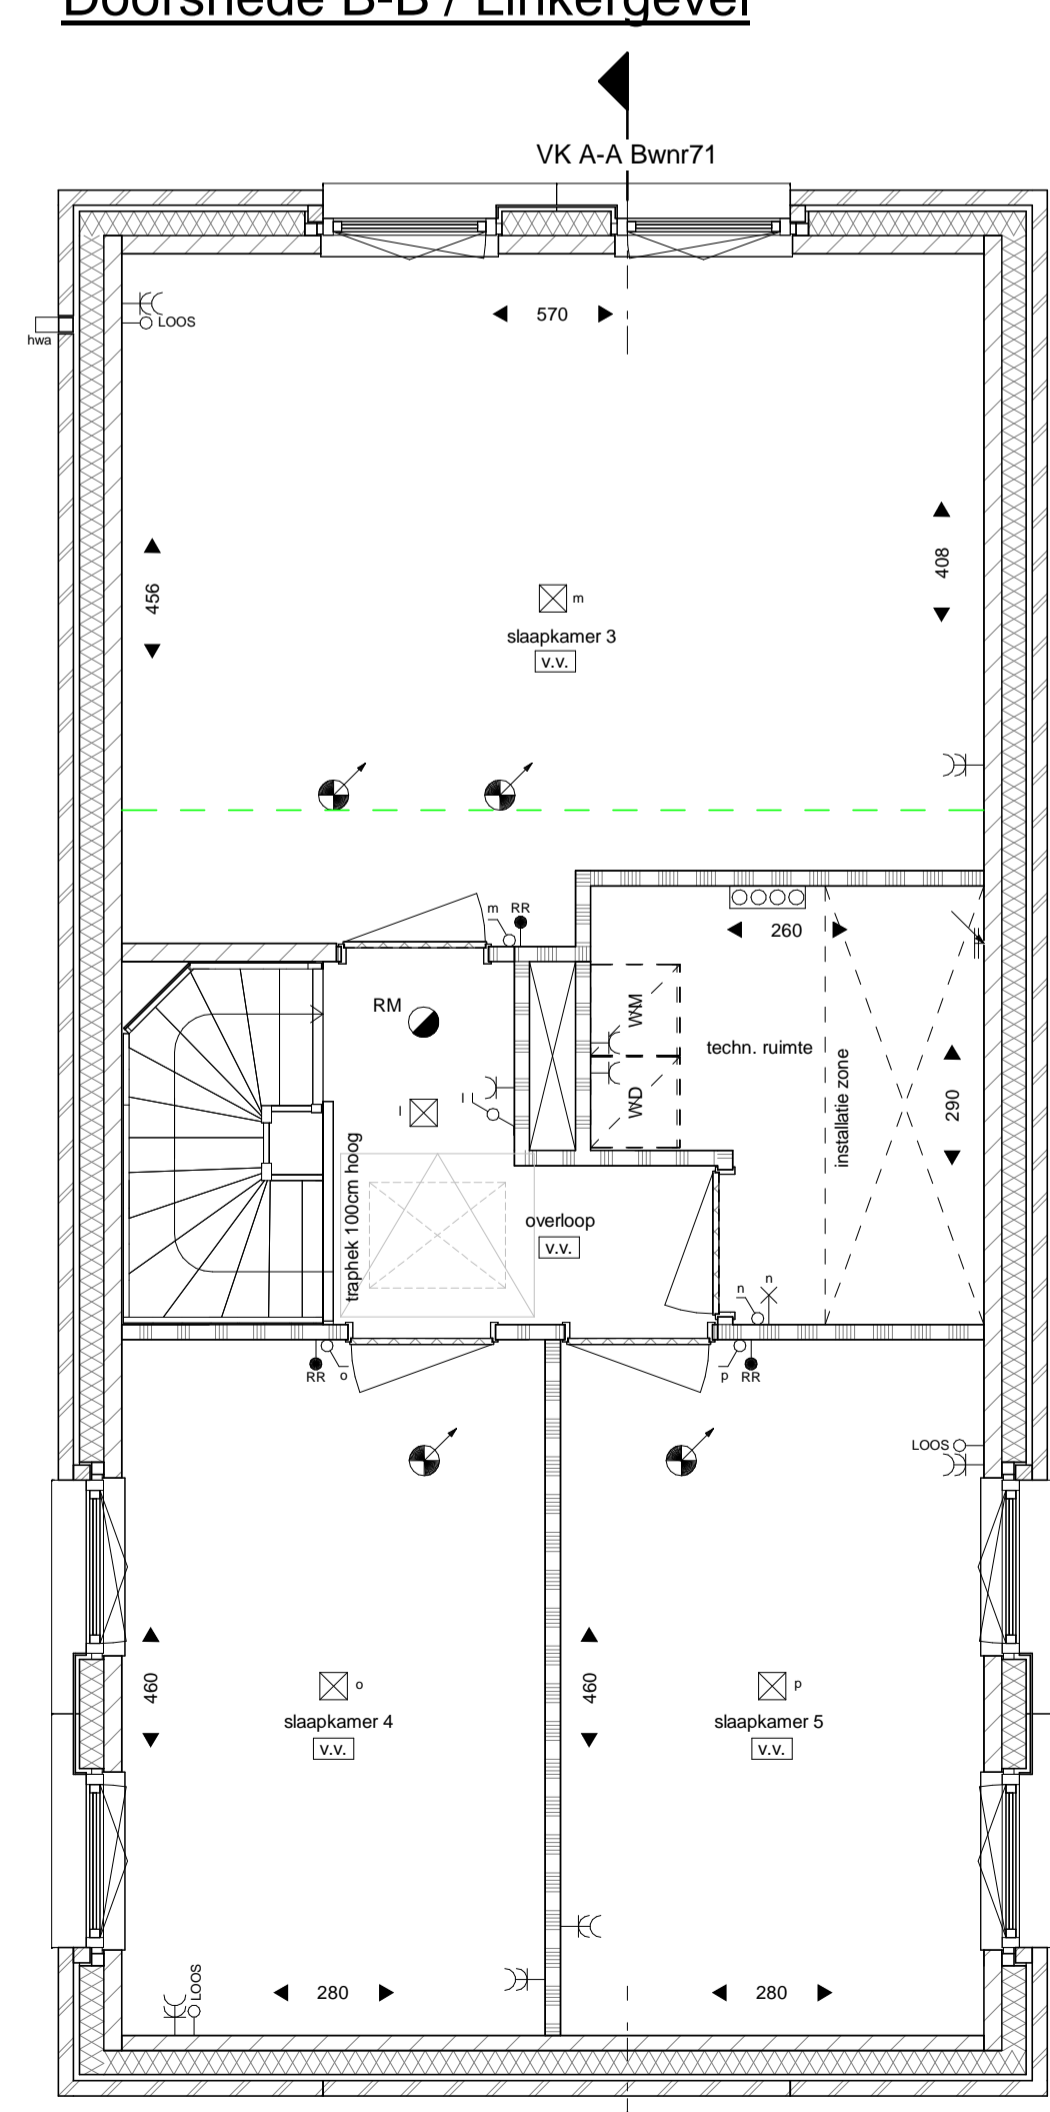 Doorsnede B-B / Linkergevel
VK A-A Bwnr71
hwa
LOOS
570
456
408
m
slaapkamer 3
v.v.
m
RR
260
RM
WM
WD
techn. ruimte
installatie zone
290
l
l
traphek 100cm hoog
overloop
v.v.
n
n
RR
o
p
RR
LOOS
460
460
o
slaapkamer 4
v.v.
p
slaapkamer 5
v.v.
LOOS
280
280